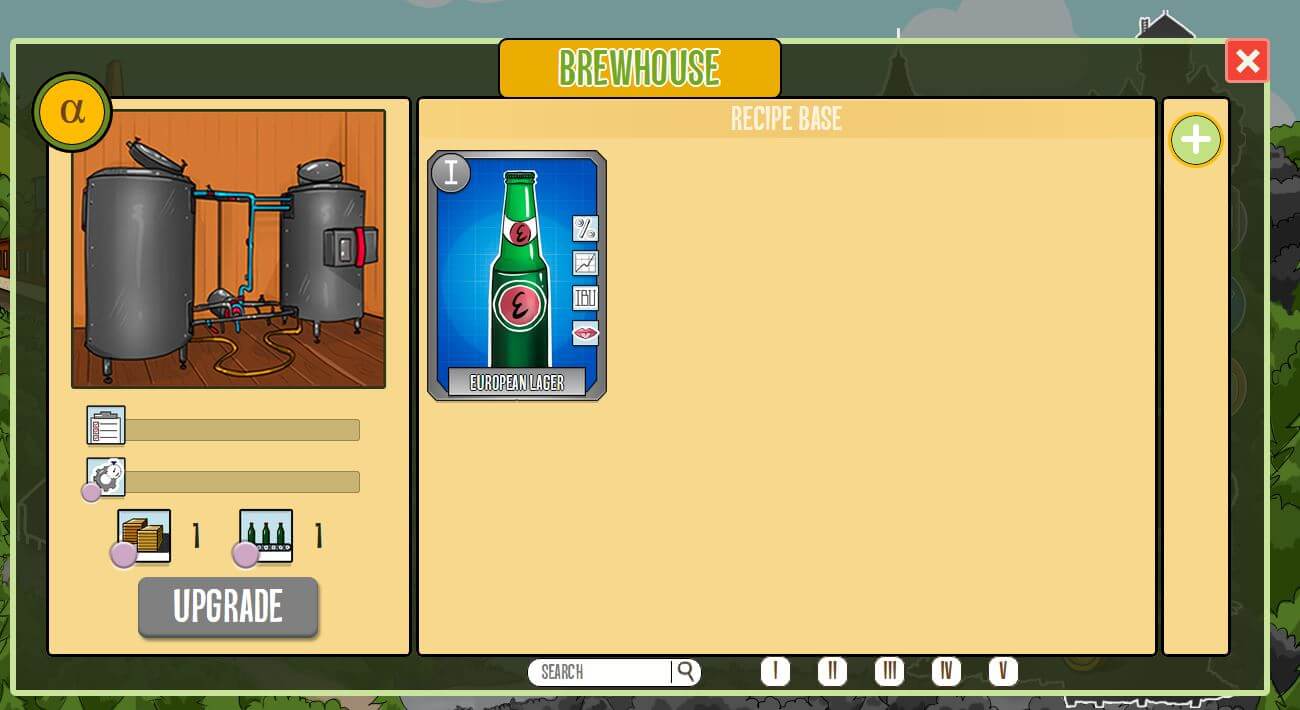 BREWHOUSE
α
RECIPE BASE
I
%
IBU
EUROPEAN LAGER
1
1
UPGRADE
SEARCH
I
II
III
IV
V